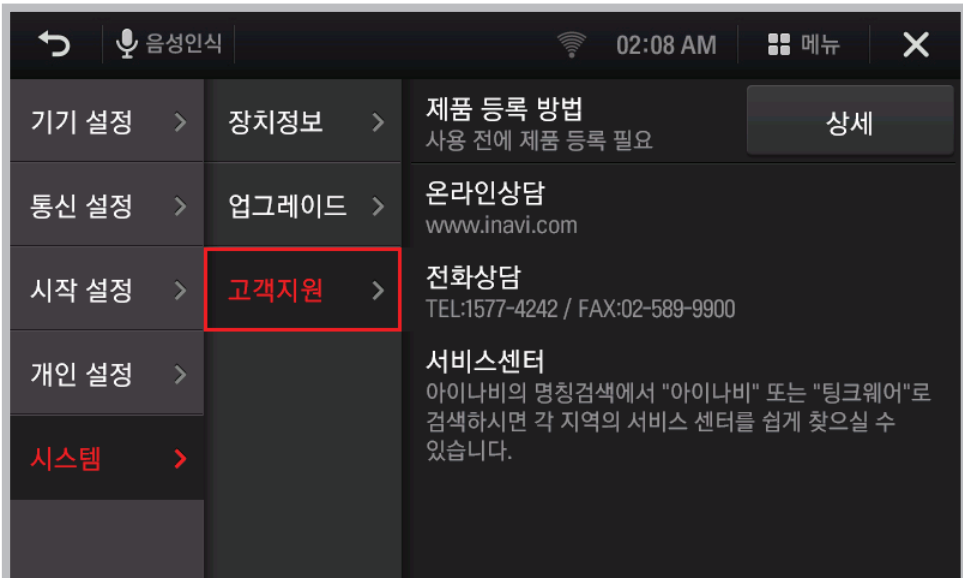 음성인식
02:08 AM
메뉴
기기 설정
통신 설정
시작 설정
개인 설정
시스템
장치정보
업그레이드
고객지원
제품 등록 방법
사용 전에 제품 등록 필요
상세
온라인상담
www.inavi.com
전화상담
TEL:1577-4242 / FAX:02-589-9900
서비스센터
아이나비의 명칭검색에서 "아이나비" 또는 "팅크웨어"로
검색하시면 각 지역의 서비스 센터를 쉽게 찾으실 수
있습니다.